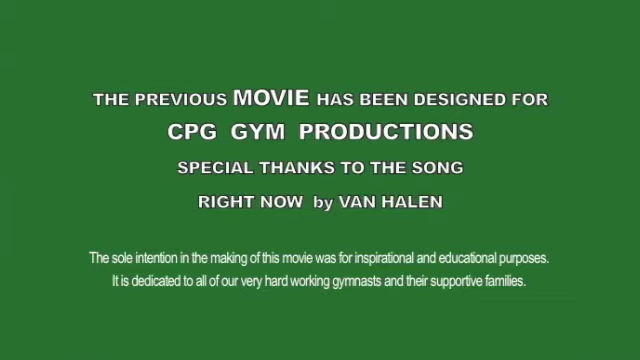 THE PREVIOUS MOVIE HAS BEEN DESIGNED FOR
CPG GYM PRODUCTIONS
SPECIAL THANKS TO THE SONG
RIGHT NOW by VAN HALEN
The sole intention in the making of this movie was for inspirational and educational purposes.
It is dedicated to all of our very hard working gymnasts and their supportive families.